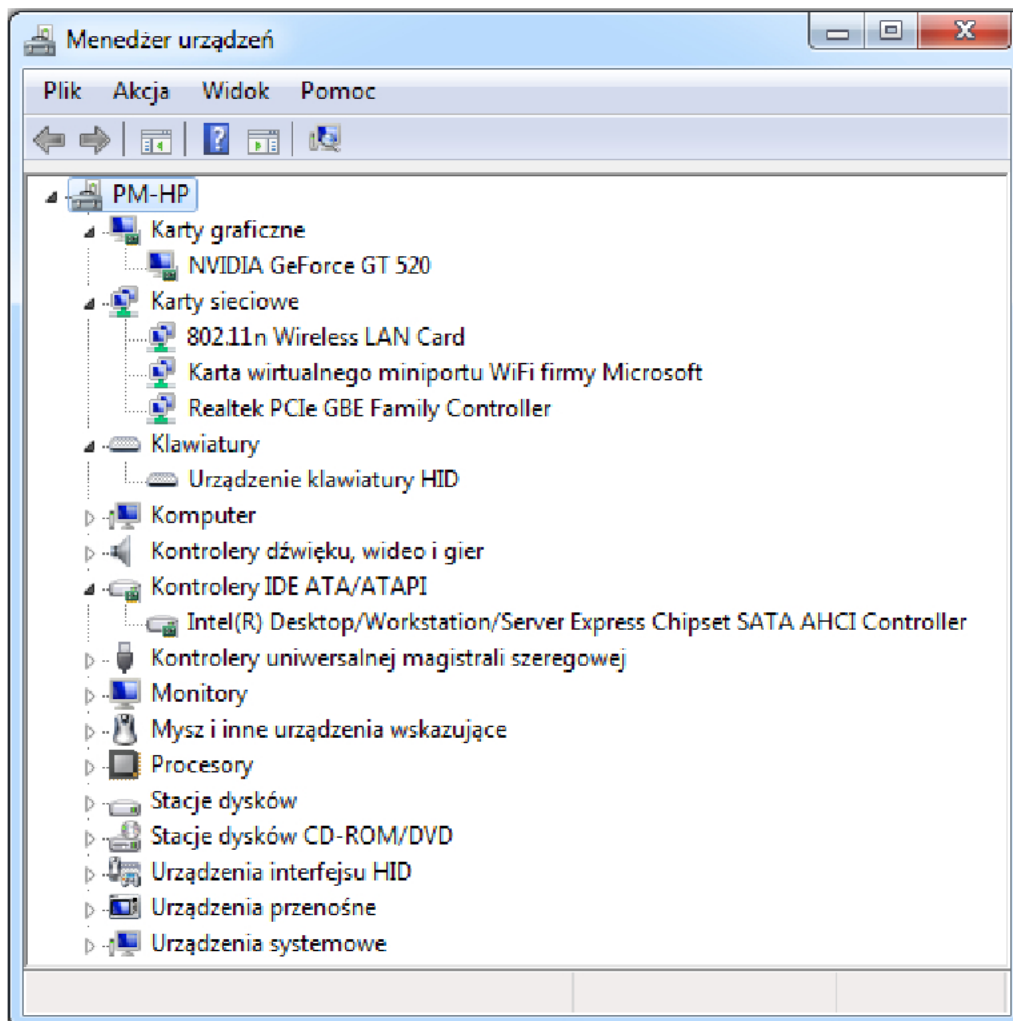 Menedżer urządzeń
Plik Akcja Widok Pomoc
PM-HP
Karty graficzne
NVIDIA GeForce GT 520
Karty sieciowe
802.11n Wireless LAN Card
Karta wirtualnego miniportu WiFi firmy Microsoft
Realtek PCIe GBE Family Controller
Klawiatury
Urządzenie klawiatury HID
Komputer
Kontrolery dźwięku, wideo i gier
Kontrolery IDE ATA/ATAPI
Intel(R) Desktop/Workstation/Server Express Chipset SATA AHCI Controller
Kontrolery uniwersalnej magistrali szeregowej
Monitory
Mysz i inne urządzenia wskazujące
Procesory
Stacje dysków
Stacje dysków CD-ROM/DVD
Urządzenia interfejsu HID
Urządzenia przenośne
Urządzenia systemowe